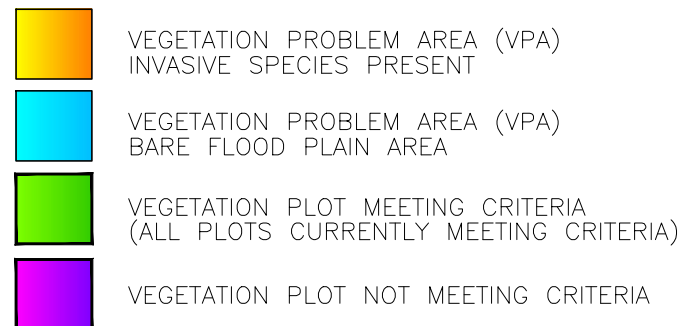 VEGETATION PROBLEM AREA (VPA)
INVASIVE SPECIES PRESENT
VEGETATION PROBLEM AREA (VPA)
BARE FLOOD PLAIN AREA
VEGETATION PLOT MEETING CRITERIA
(ALL PLOTS CURRENTLY MEETING CRITERIA)
VEGETATION PLOT NOT MEETING CRITERIA